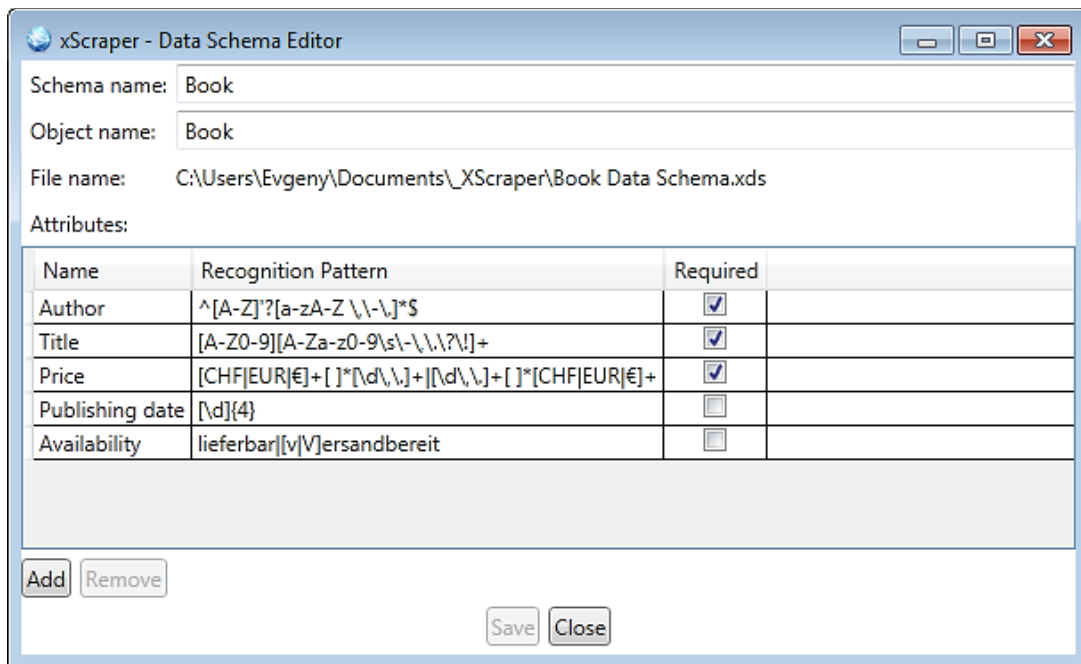 xScraper - Data Schema Editor
Schema name: Book
Object name: Book
File name: C:\Users\Evgeny\Documents\_XScraper\Book Data Schema.xds
Attributes:
Name Recognition Pattern Required
Author ^[A-Z]'?[a-zA-Z \,\-\.]*$
Title [A-Z0-9][A-Za-z0-9\s\-\,\.\?\!]+
Price [CHF|EUR|€]+[ ]*[\d\,\.]+|[\d\,\.]+[ ]*[CHF|EUR|€]+
Publishing date [\d]{4}
Availability lieferbar|[v|V]ersandbereit
Add Remove
Save Close